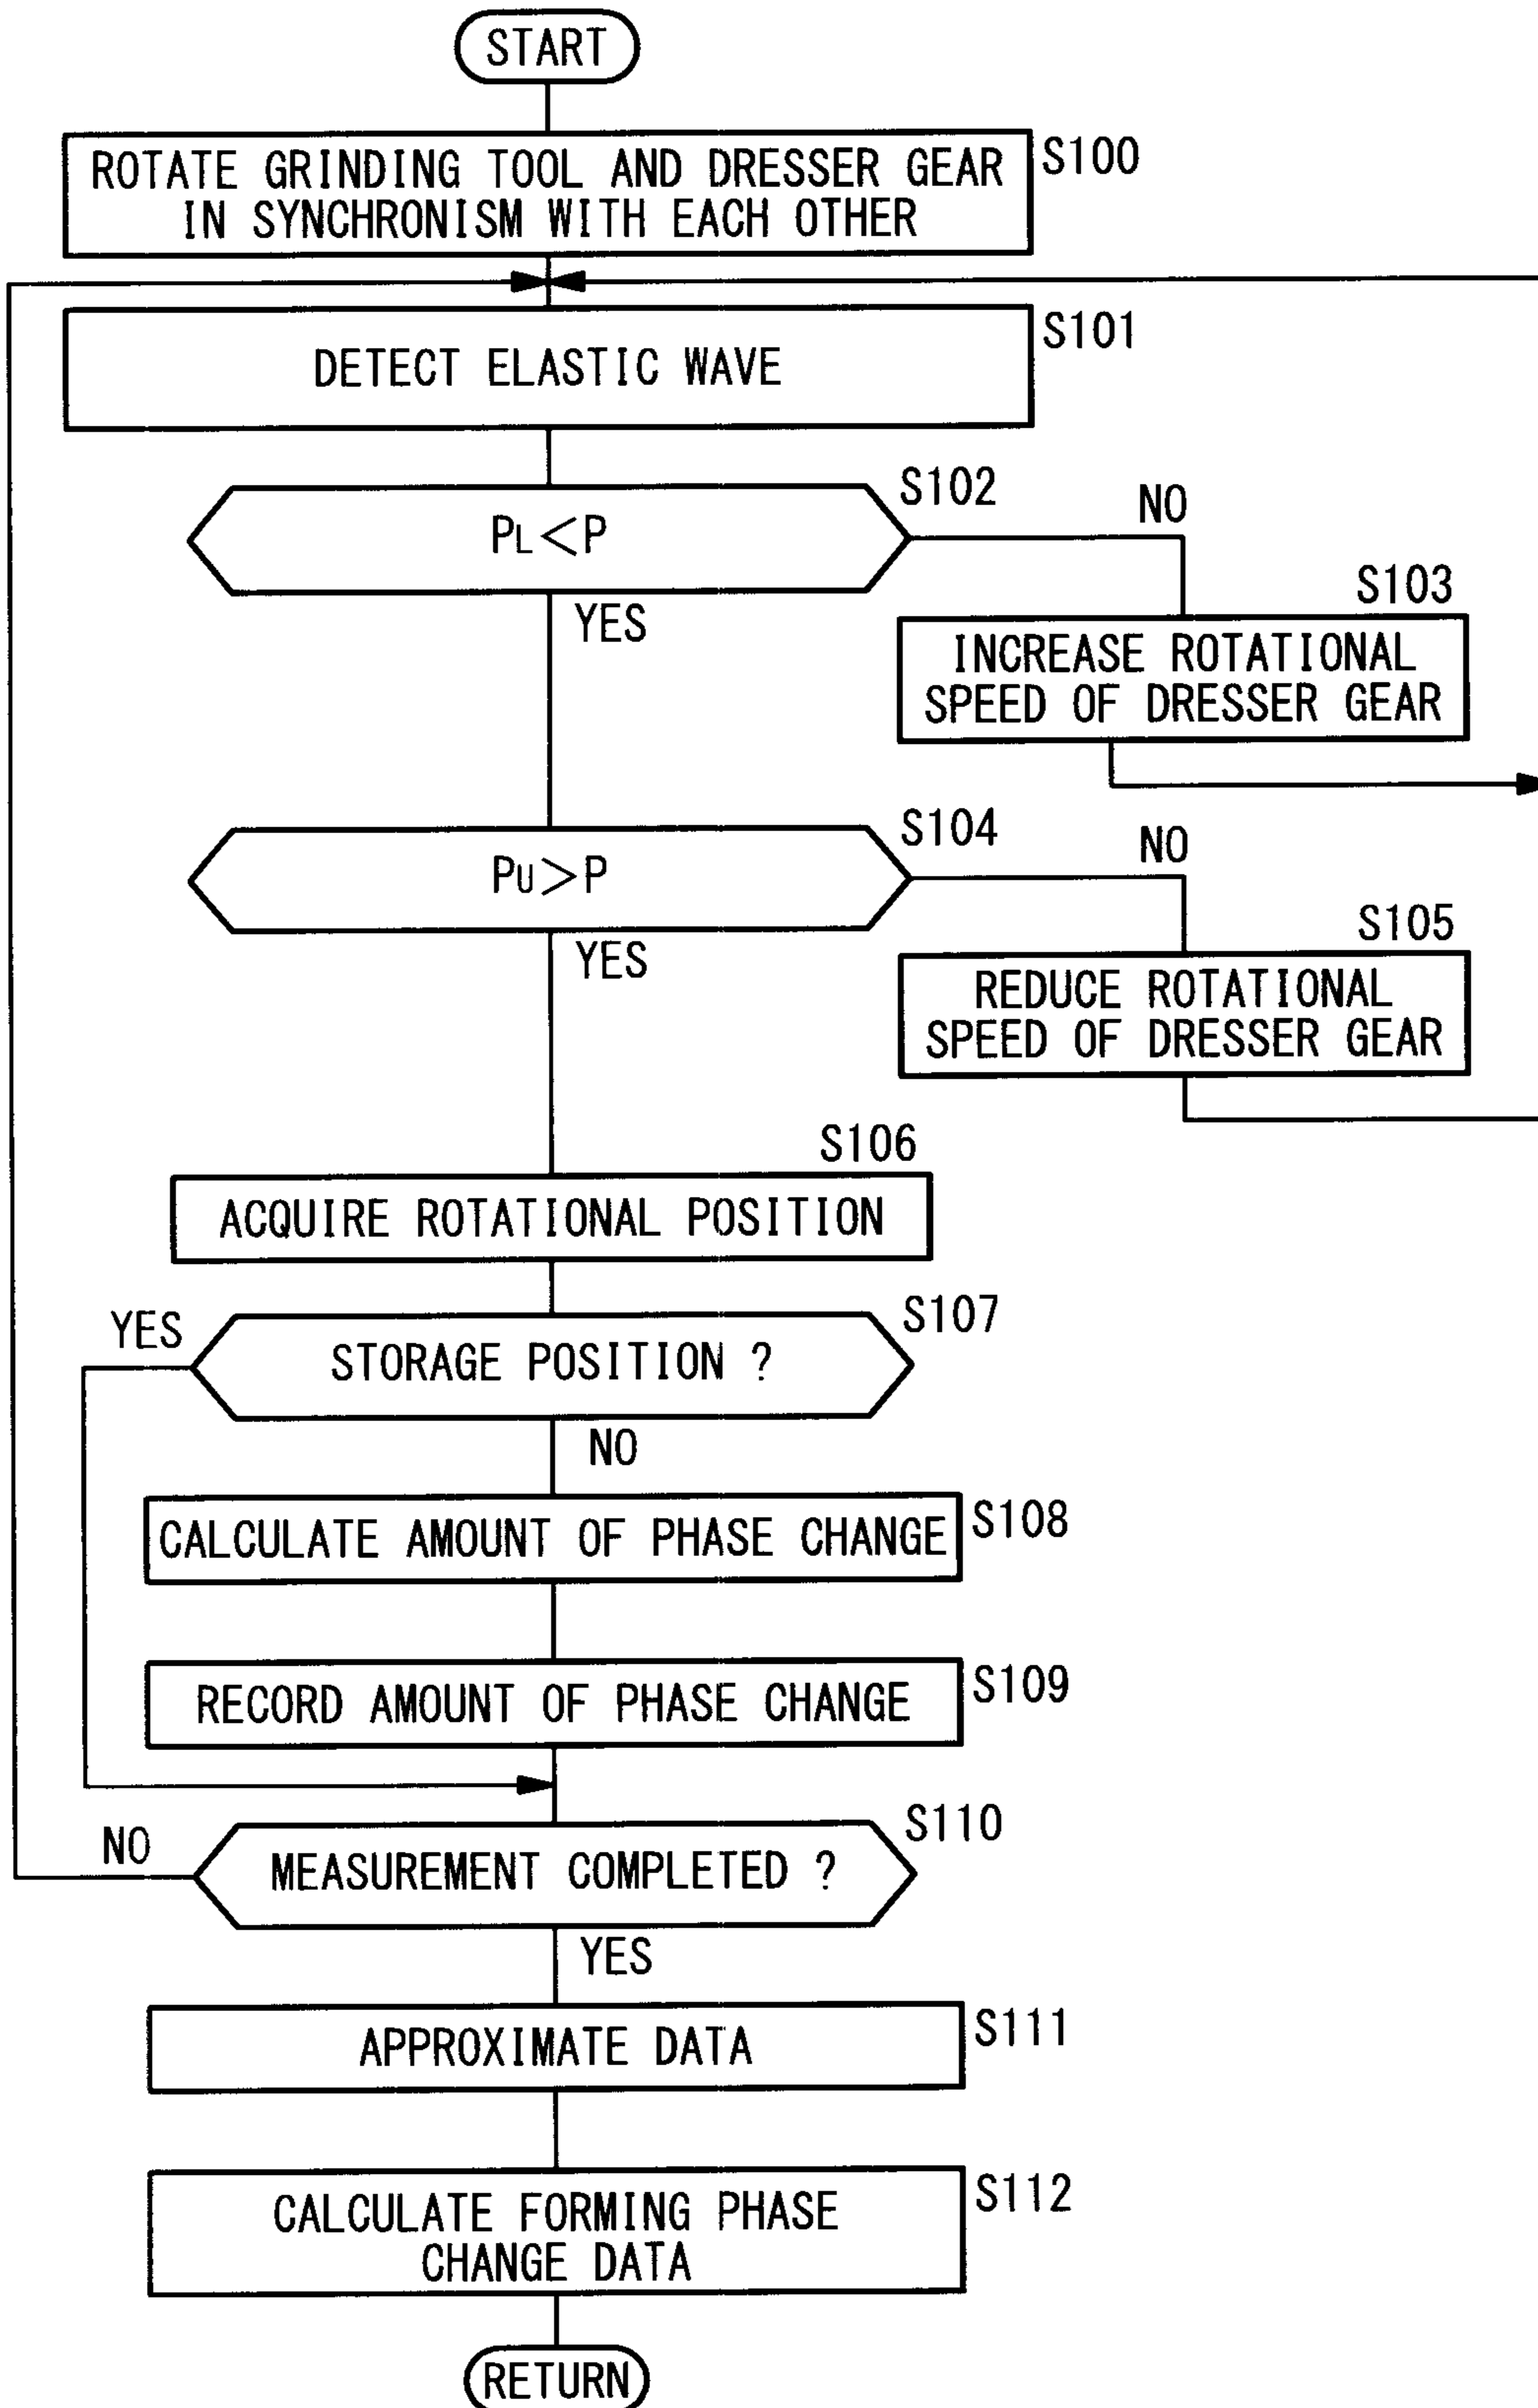 START
ROTATE GRINDING TOOL AND DRESSER GEAR
IN SYNCHRONISM WITH EACH OTHER
S100
DETECT ELASTIC WAVE
S101
PL<P
S102
NO
YES
S103
INCREASE ROTATIONAL
SPEED OF DRESSER GEAR
PU>P
S104
NO
YES
S105
REDUCE ROTATIONAL
SPEED OF DRESSER GEAR
S106
ACQUIRE ROTATIONAL POSITION
YES
STORAGE POSITION ?
S107
NO
CALCULATE AMOUNT OF PHASE CHANGE
S108
RECORD AMOUNT OF PHASE CHANGE
S109
NO
MEASUREMENT COMPLETED ?
S110
YES
APPROXIMATE DATA
S111
CALCULATE FORMING PHASE
CHANGE DATA
S112
RETURN